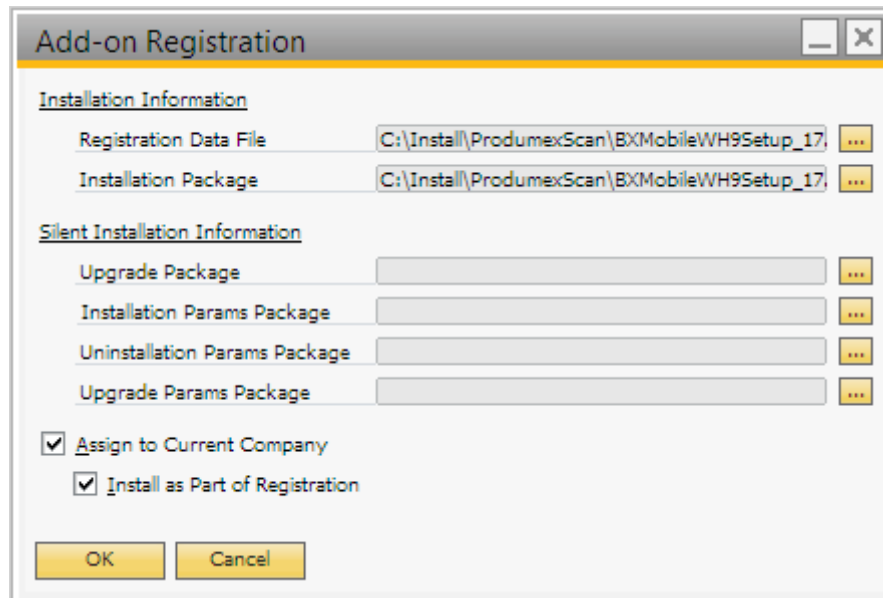 Add-on Registration
Installation Information
Registration Data File C:\Install\ProdumexScan\BXMobileWH9Setup_17.
...
Installation Package C:\Install\ProdumexScan\BXMobileWH9Setup_17.
...
Silent Installation Information
Upgrade Package
...
Installation Params Package
...
Uninstallation Params Package
...
Upgrade Params Package
...
Assign to Current Company
Install as Part of Registration
OK Cancel